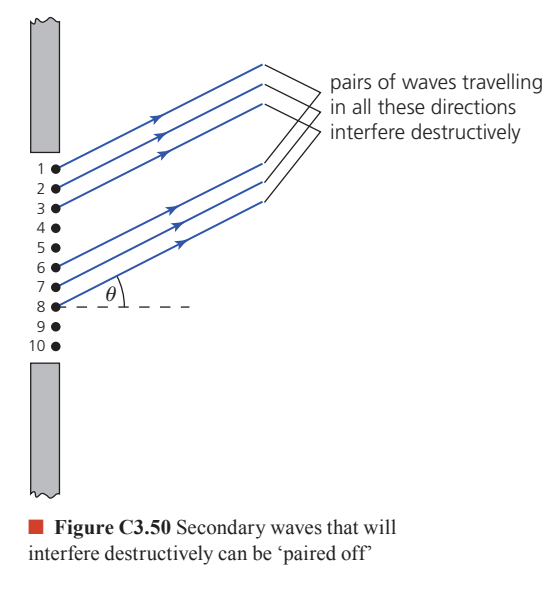 pairs of waves travelling
in all these directions
interfere destructively
1
2
3
4
5
6
7
8
9
10
θ
■ Figure C3.50 Secondary waves that will
interfere destructively can be ‘paired off’